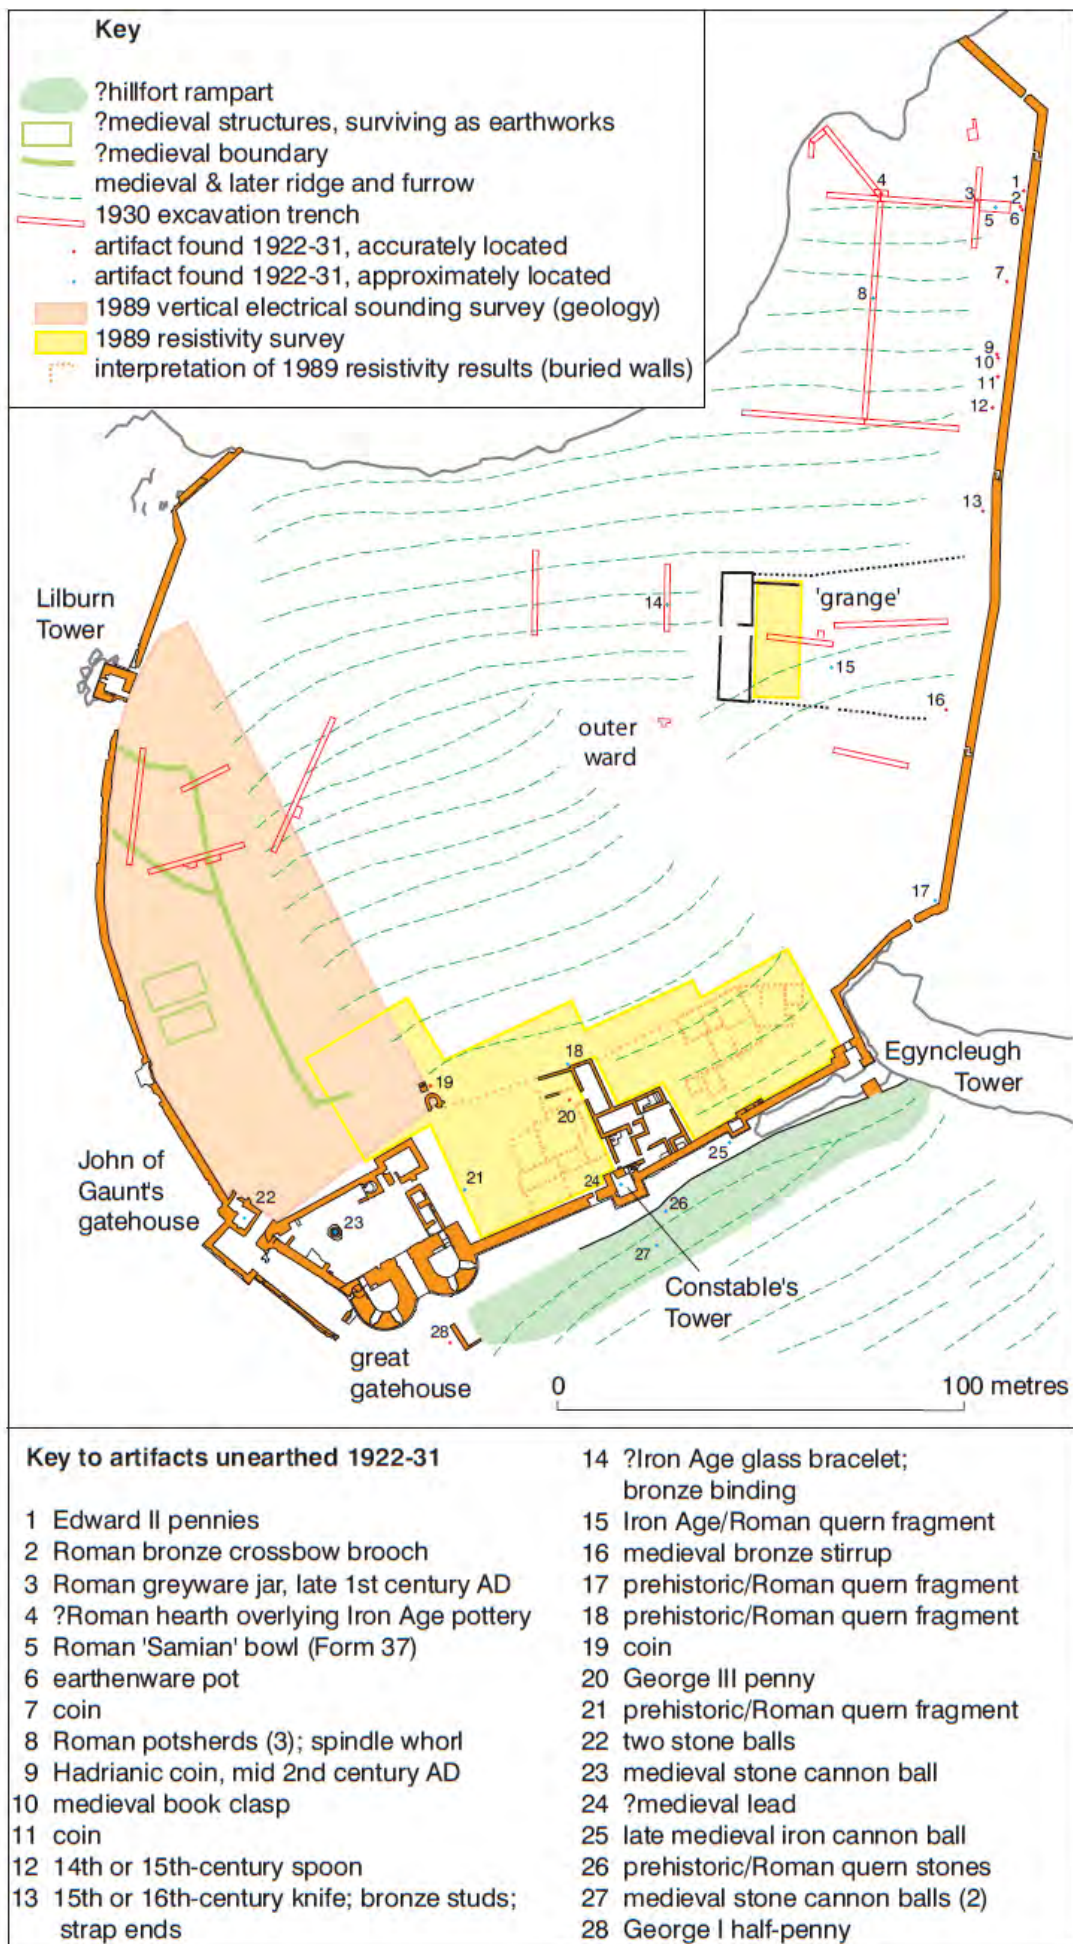 Key
?hillfort rampart
?medieval structures, surviving as earthworks
?medieval boundary
medieval & later ridge and furrow
1930 excavation trench
artifact found 1922-31, accurately located
artifact found 1922-31, approximately located
1989 vertical electrical sounding survey (geology)
1989 resistivity survey
interpretation of 1989 resistivity results (buried walls)
4
3
1
2
5
6
7
8
9
10
11
12
13
Lilburn
Tower
14
'grange'
15
16
outer
ward
17
18
19
20
Egyncleugh
Tower
John of
Gaunt's
gatehouse
21
22
23
24
25
26
27
Constable's
Tower
28
great
gatehouse
0 100 metres
Key to artifacts unearthed 1922-31
1 Edward II pennies
2 Roman bronze crossbow brooch
3 Roman greyware jar, late 1st century AD
4 ?Roman hearth overlying Iron Age pottery
5 Roman 'Samian' bowl (Form 37)
6 earthenware pot
7 coin
8 Roman potsherds (3); spindle whorl
9 Hadrianic coin, mid 2nd century AD
10 medieval book clasp
11 coin
12 14th or 15th-century spoon
13 15th or 16th-century knife; bronze studs;
strap ends
14 ?Iron Age glass bracelet;
bronze binding
15 Iron Age/Roman quern fragment
16 medieval bronze stirrup
17 prehistoric/Roman quern fragment
18 prehistoric/Roman quern fragment
19 coin
20 George III penny
21 prehistoric/Roman quern fragment
22 two stone balls
23 medieval stone cannon ball
24 ?medieval lead
25 late medieval iron cannon ball
26 prehistoric/Roman quern stones
27 medieval stone cannon balls (2)
28 George I half-penny